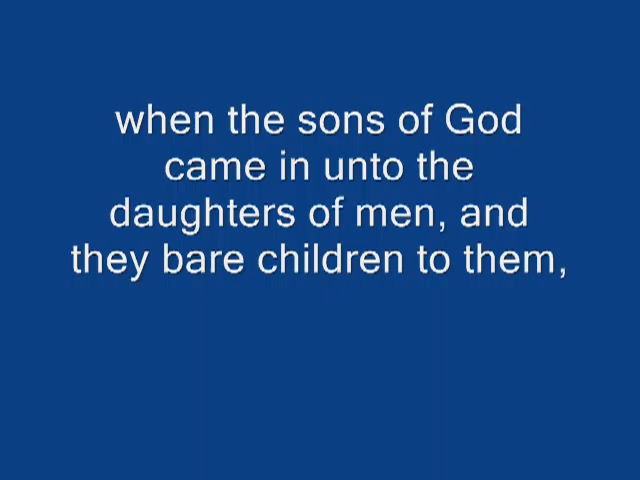 when the sons of God
came in unto the
daughters of men, and
they bare children to them,